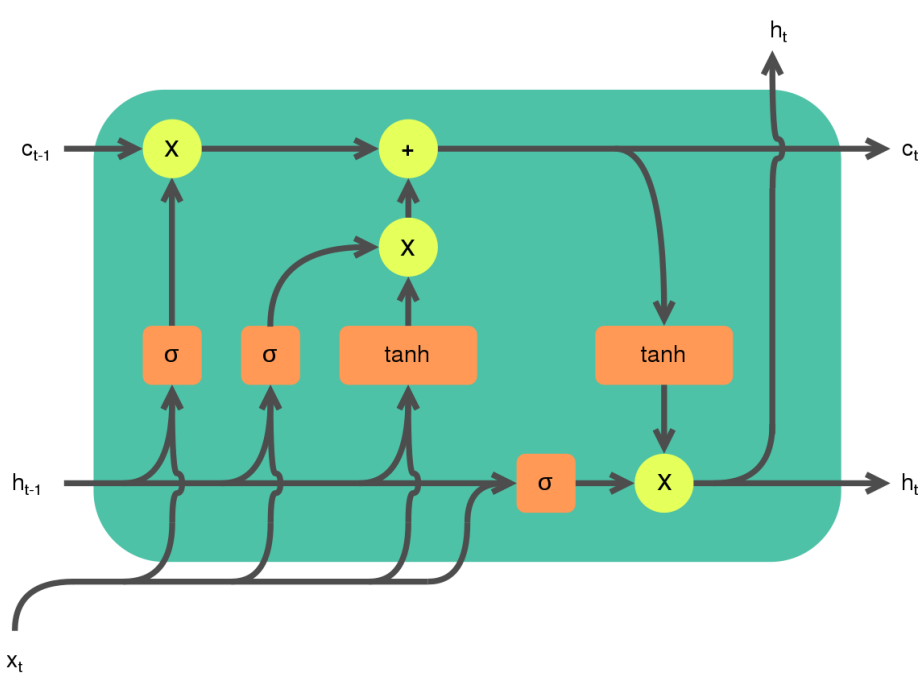 h_t
c_{t-1}
X
+
c_t
X
σ
σ
tanh
tanh
h_{t-1}
σ
X
h_t
x_t